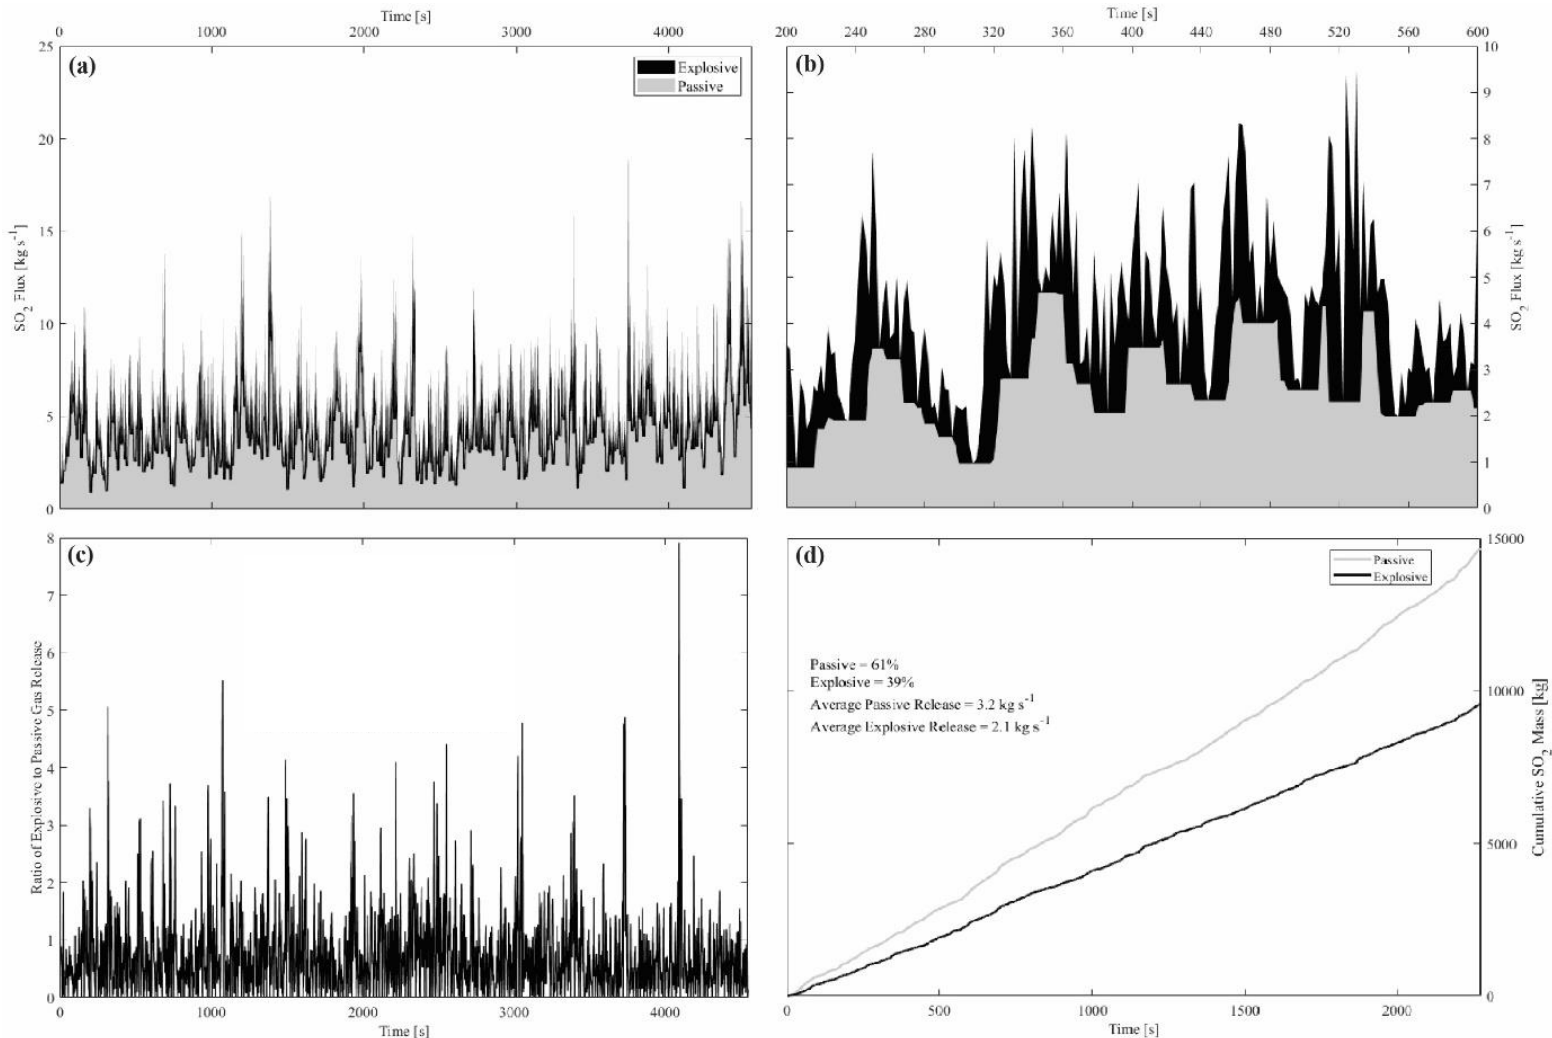 Time [s]
0 1000 2000 3000 4000
25
20
15
10
5
0
SO2 Flux [kg s-1]
(a)
Explosive
Passive
Time [s]
200 240 280 320 360 400 440 480 520 560 600
(b)
10
9
8
7
6
5
4
3
2
1
0
SO2 Flux [kg s-1]
(c)
8
7
6
5
4
3
2
1
0
Ratio of Explosive to Passive Gas Release
0 1000 2000 3000 4000
Time [s]
(d)
Passive
Explosive
Passive = 61%
Explosive = 39%
Average Passive Release = 3.2 kg s-1
Average Explosive Release = 2.1 kg s-1
15000
10000
5000
0
Cumulative SO2 Mass [kg]
0 500 1000 1500 2000
Time [s]